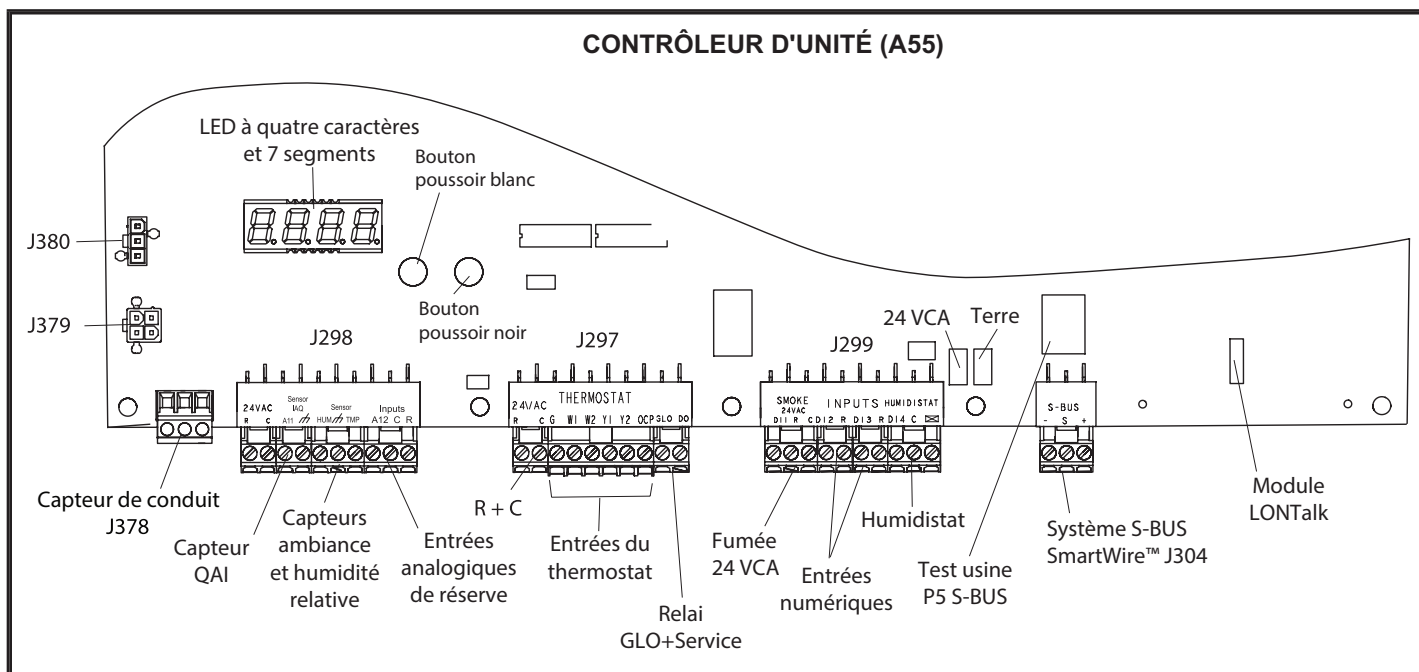 CONTRÔLEUR D'UNITÉ (A55)
LED à quatre caractères
et 7 segments
Bouton
poussoir blanc
J380
Bouton
poussoir noir
J379
24 VCA
Terre
J298
J297
J299
24VAC
R C
Sensor
IAQ
A11
Sensor
HUM TMP
Inputs
A12 C R
24VAC
R C
THERMOSTAT
G W1 W2 Y1 Y2 OCP GLO DO
SMOKE
24VAC
DI1 R C
INPUTS
DI2 R DI3 R
HUMIDISTAT
DI4 C
S-BUS
- S +
Capteur de conduit
J378
Capteur
QAI
Capteurs
ambiance
et humidité
relative
Entrées
analogiques
de réserve
R + C
Entrées du
thermostat
Relai
GLO+Service
Fumée
24 VCA
Entrées
numériques
Humidistat
Test usine
P5 S-BUS
Système S-BUS
SmartWire™ J304
Module
LONTalk